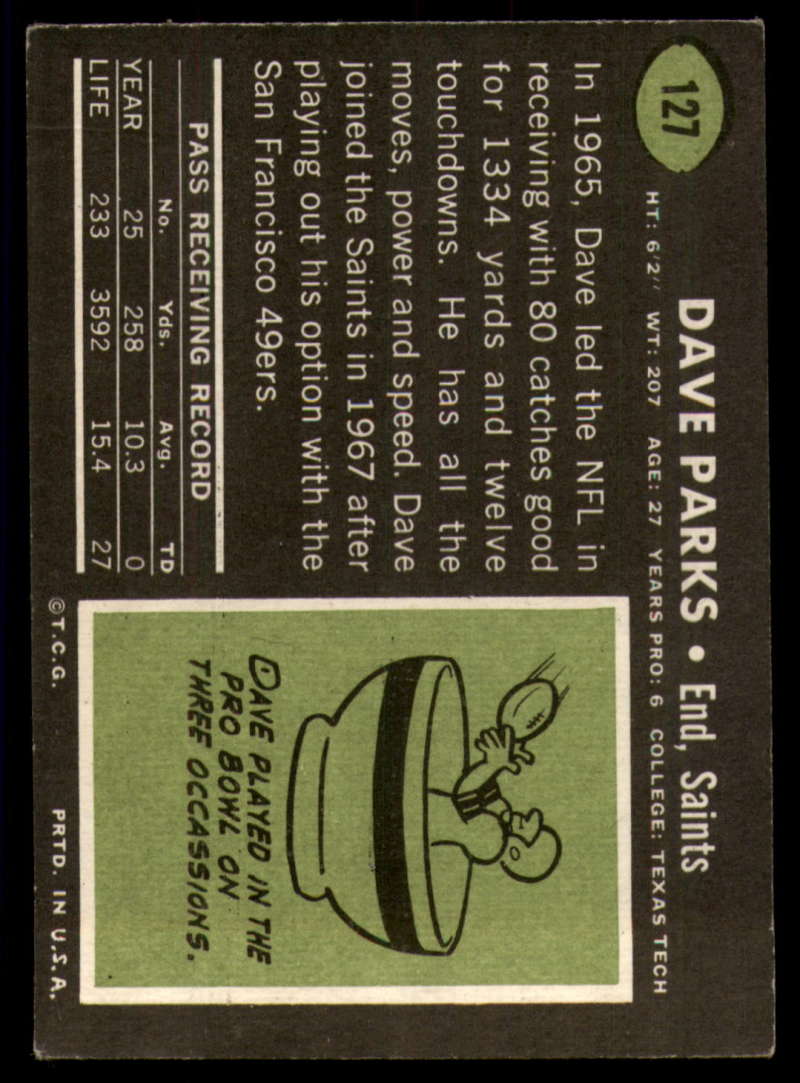 127
DAVE PARKS • End, Saints
HT: 6'2" WT: 207 AGE: 27 YEARS PRO: 6 COLLEGE: TEXAS TECH
In 1965, Dave led the NFL in
receiving with 80 catches good
for 1334 yards and twelve
touchdowns. He has all the
moves, power and speed. Dave
joined the Saints in 1967 after
playing out his option with the
San Francisco 49ers.
PASS RECEIVING RECORD
No. Yds. Avg. TD
YEAR 25 258 10.3 0
LIFE 233 3592 15.4 27
DAVE PLAYED IN THE
PRO BOWL ON
THREE OCCASSIONS.
©T.C.G. PRTD. IN U.S.A.